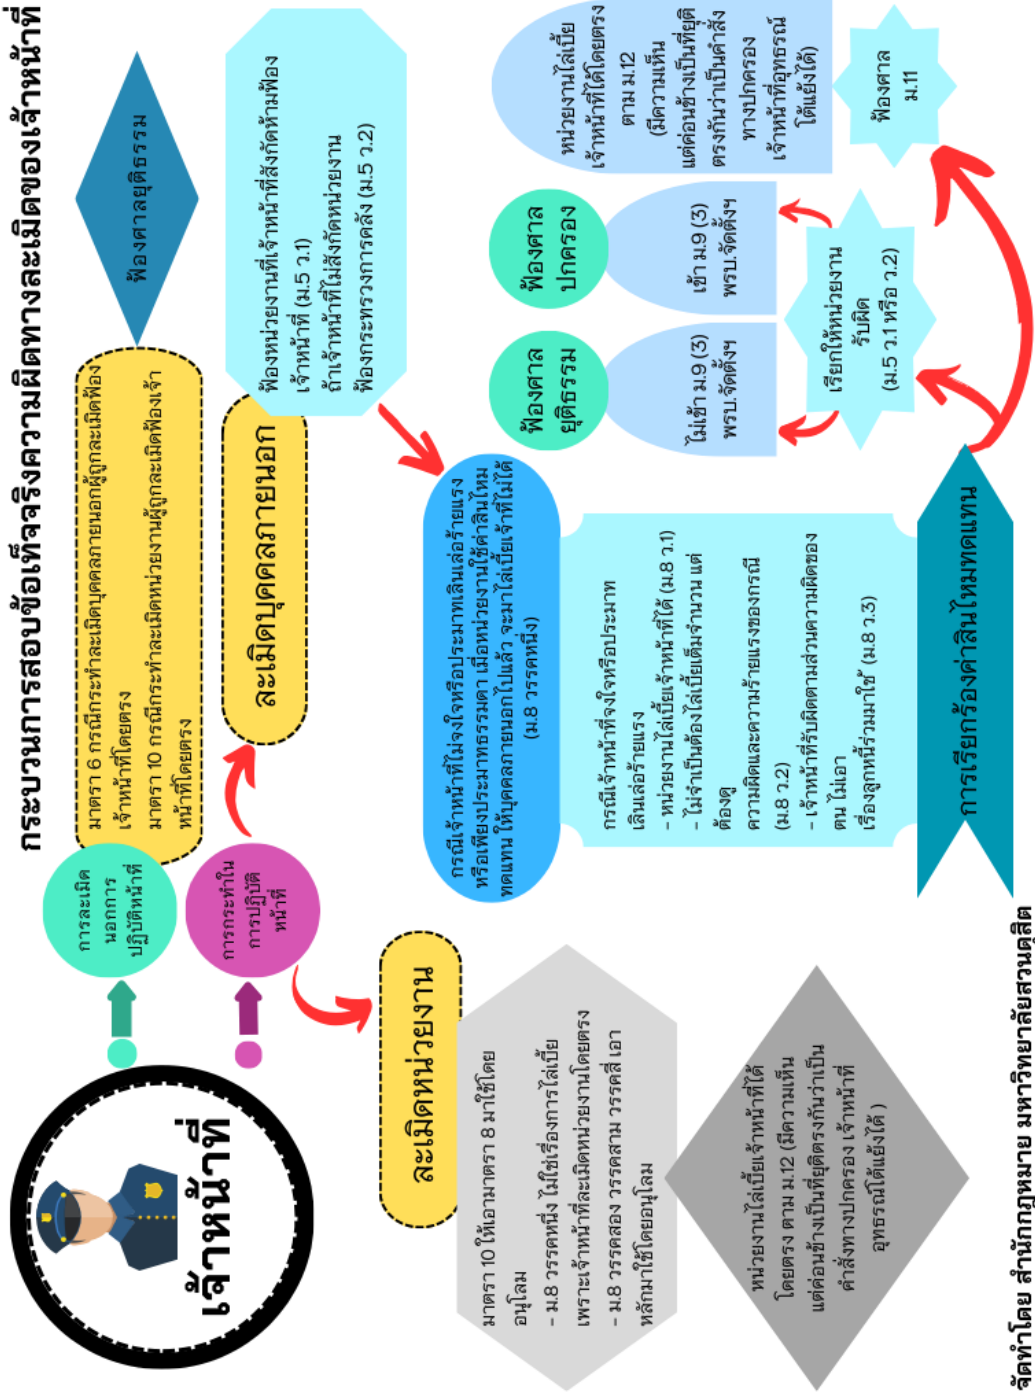 กระบวนการสอบข้อเท็จจริงความผิดทางละเมิดของเจ้าหน้าที่
เจ้าหน้าที่
การละเมิด
นอกการ
ปฏิบัติหน้าที่
มาตรา 6 กรณีกระทำละเมิดบุคคลภายนอกผู้ถูกละเมิดฟ้อง
เจ้าหน้าที่โดยตรง
มาตรา 10 กรณีกระทำละเมิดหน่วยงานผู้ถูกละเมิดฟ้องเจ้า
หน้าที่โดยตรง
ฟ้องศาลยุติธรรม
การกระทำใน
การปฏิบัติ
หน้าที่
ละเมิดบุคคลภายนอก
ฟ้องหน่วยงานที่เจ้าหน้าที่สังกัดห้ามฟ้อง
เจ้าหน้าที่ (ม.5 ว.1)
ถ้าเจ้าหน้าที่ไม่สังกัดหน่วยงาน
ฟ้องกระทรวงการคลัง (ม.5 ว.2)
ละเมิดหน่วยงาน
มาตรา 10 ให้เอามาตรา 8 มาใช้โดย
อนุโลม
- ม.8 วรรคหนึ่ง ไม่ใช่เรื่องการไล่เบี้ย
เพราะเจ้าหน้าที่ละเมิดหน่วยงานโดยตรง
- ม.8 วรรคสอง วรรคสาม วรรคสี่ เอา
หลักมาใช้โดยอนุโลม
หน่วยงานไล่เบี้ยเจ้าหน้าที่ได้
โดยตรง ตาม ม.12 (มีความเห็น
แต่ค่อนข้างเป็นที่ยุติตรงกันว่าเป็น
คำสั่งทางปกครอง เจ้าหน้าที่
อุทธรณ์โต้แย้งได้ )
กรณีเจ้าหน้าที่ไม่จงใจหรือประมาทเลินเล่อร้ายแรง
หรือเพียงประมาทธรรมดา เมื่อหน่วยงานใช้ค่าสินไหม
ทดแทน ให้บุคคลภายนอกไปแล้ว จะมาไล่เบี้ยเจ้าที่ไม่ได้
(ม.8 วรรคหนึ่ง)
กรณีเจ้าหน้าที่จงใจหรือประมาท
เลินเล่อร้ายแรง
- หน่วยงานไล่เบี้ยเจ้าหน้าที่ได้ (ม.8 ว.1)
- ไม่จำเป็นต้องไล่เบี้ยเต็มจำนวน แต่
ต้องดู
ความผิดและความร้ายแรงของกรณี
(ม.8 ว.2)
- เจ้าหน้าที่รับผิดตามส่วนความผิดของ
ตน ไม่เอา
เรื่องลูกหนี้ร่วมมาใช้ (ม.8 ว.3)
การเรียกร้องค่าสินไหมทดแทน
ฟ้องศาล
ยุติธรรม
ไม่เข้า ม.9 (3)
พรบ.จัดตั้งฯ
ฟ้องศาล
ปกครอง
เข้า ม.9 (3)
พรบ.จัดตั้งฯ
เรียกให้หน่วยงาน
รับผิด
(ม.5 ว.1 หรือ ว.2)
หน่วยงานไล่เบี้ย
เจ้าหน้าที่ได้โดยตรง
ตาม ม.12
(มีความเห็น
แต่ค่อนข้างเป็นที่ยุติ
ตรงกันว่าเป็นคำสั่ง
ทางปกครอง
เจ้าหน้าที่อุทธรณ์
โต้แย้งได้)
ฟ้องศาล
ม.11
จัดทำโดย สำนักกฎหมาย มหาวิทยาลัยสวนดุสิต